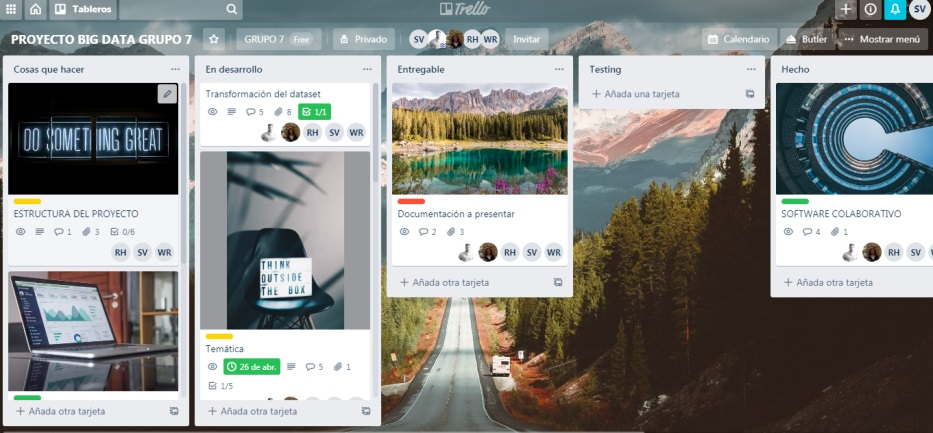 Tableros
Trello
SV
PROYECTO BIG DATA GRUPO 7
GRUPO 7 Free
Privado
SV RH WR
Invitar
Calendario
Butler
Mostrar menú
Cosas que hacer
DO SOMETHING GREAT
ESTRUCTURA DEL PROYECTO
1 3 0/6
RH SV WR
Añada otra tarjeta
En desarrollo
Transformación del dataset
5 8 1/1
RH SV WR
THINK
OUTSIDE
THE BOX
Temática
26 de abr. 5 1
1/5
Añada otra tarjeta
Entregable
Documentación a presentar
2 3
RH SV WR
Añada otra tarjeta
Testing
Añada una tarjeta
Hecho
SOFTWARE COLABORATIVO
4 1
RH SV
Añada otra tarjeta